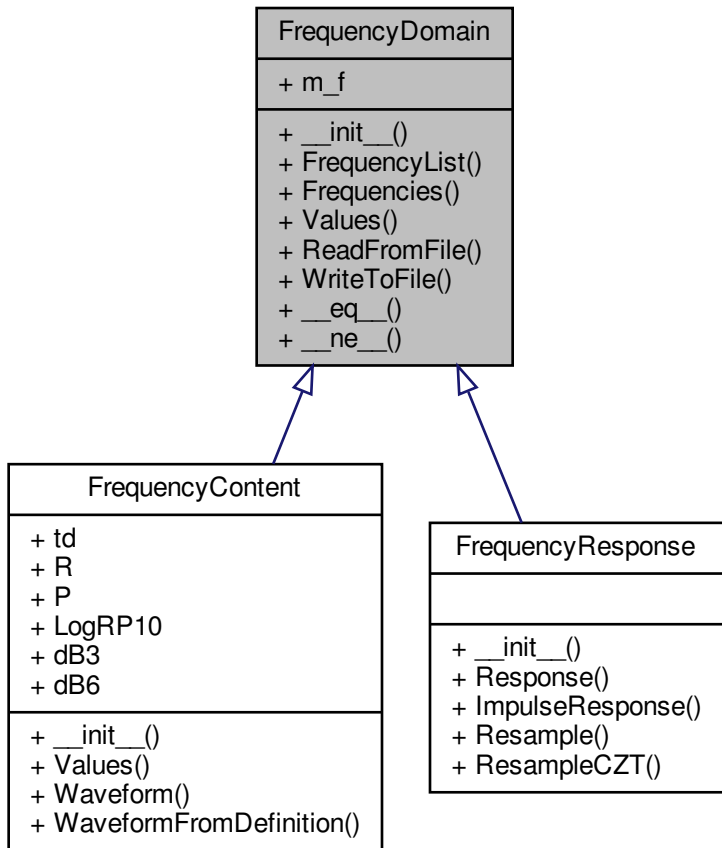 FrequencyDomain
+ m_f
+ __init__()
+ FrequencyList()
+ Frequencies()
+ Values()
+ ReadFromFile()
+ WriteToFile()
+ __eq__()
+ __ne__()
FrequencyContent
+ td
+ R
+ P
+ LogRP10
+ dB3
+ dB6
+ __init__()
+ Values()
+ Waveform()
+ WaveformFromDefinition()
FrequencyResponse
+ __init__()
+ Response()
+ ImpulseResponse()
+ Resample()
+ ResampleCZT()